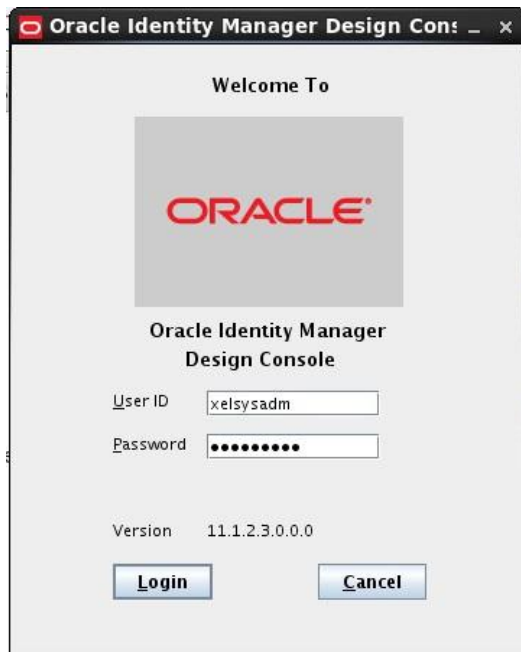 Oracle Identity Manager Design Cons
Welcome To
ORACLE®
Oracle Identity Manager
Design Console
User ID xelsysadm
Password •••••••••
Version 11.1.2.3.0.0.0
Login Cancel